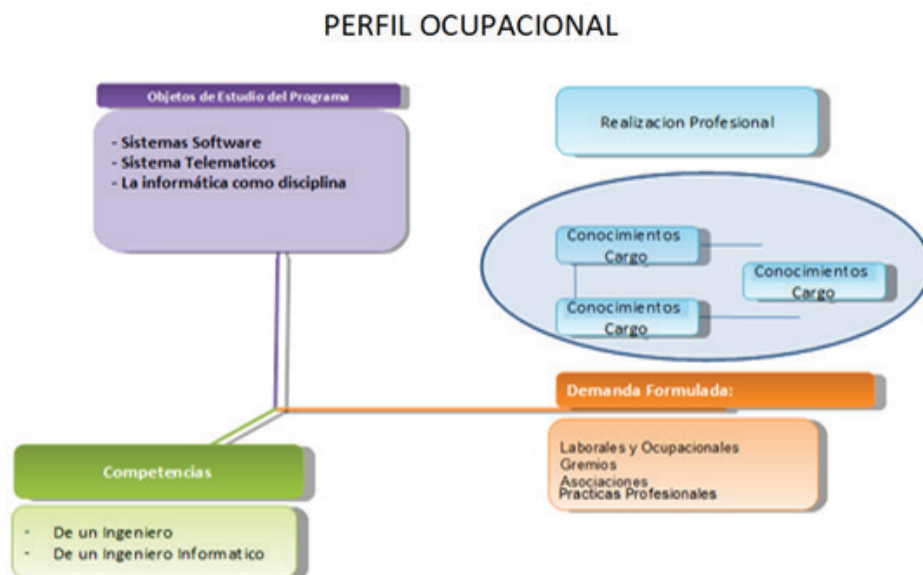 PERFIL OCUPACIONAL
Objetos de Estudio del Programa
- Sistemas Software
- Sistema Telematicos
- La informática como disciplina
Realizacion Profesional
Conocimientos
Cargo
Conocimientos
Cargo
Conocimientos
Cargo
Demanda Formulada:
Laborales y Ocupacionales
Gremios
Asociaciones
Practicas Profesionales
Competencias
- De un Ingeniero
- De un Ingeniero Informatico